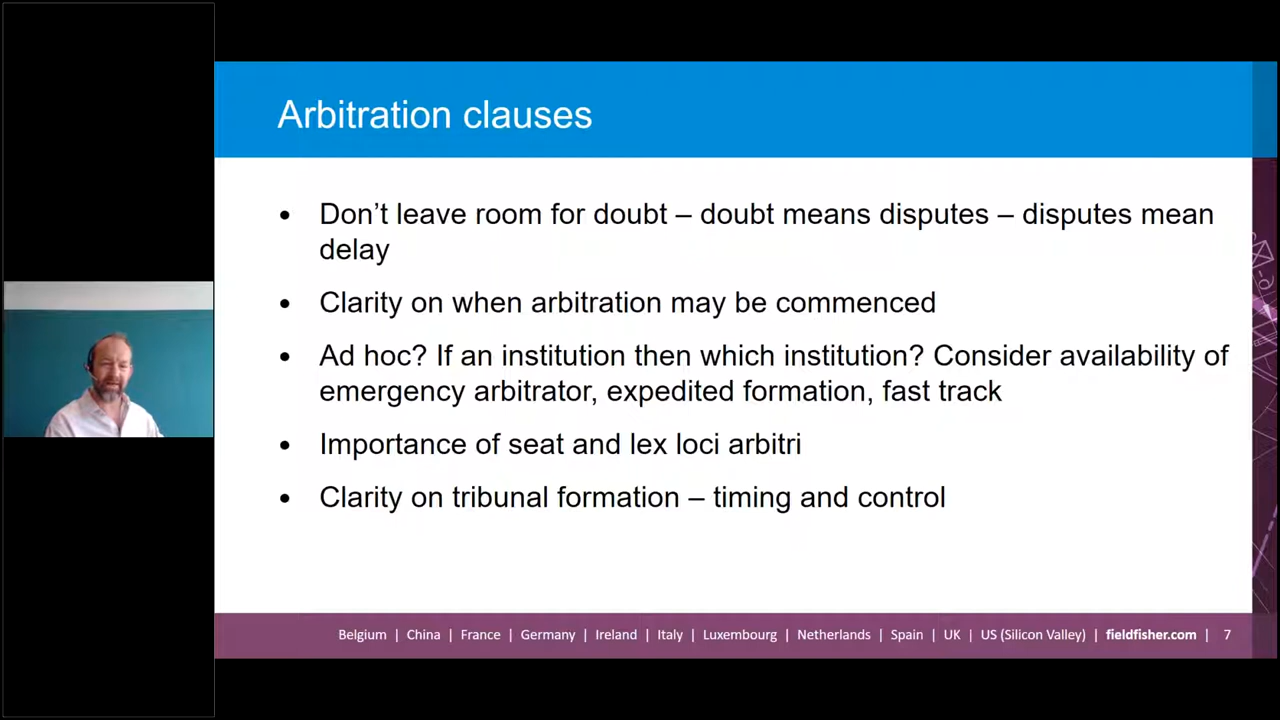 Arbitration clauses
• Don’t leave room for doubt – doubt means disputes – disputes mean
delay
• Clarity on when arbitration may be commenced
• Ad hoc? If an institution then which institution? Consider availability of
emergency arbitrator, expedited formation, fast track
• Importance of seat and lex loci arbitri
• Clarity on tribunal formation – timing and control
Belgium | China | France | Germany | Ireland | Italy | Luxembourg | Netherlands | Spain | UK | US (Silicon Valley) | fieldfisher.com | 7